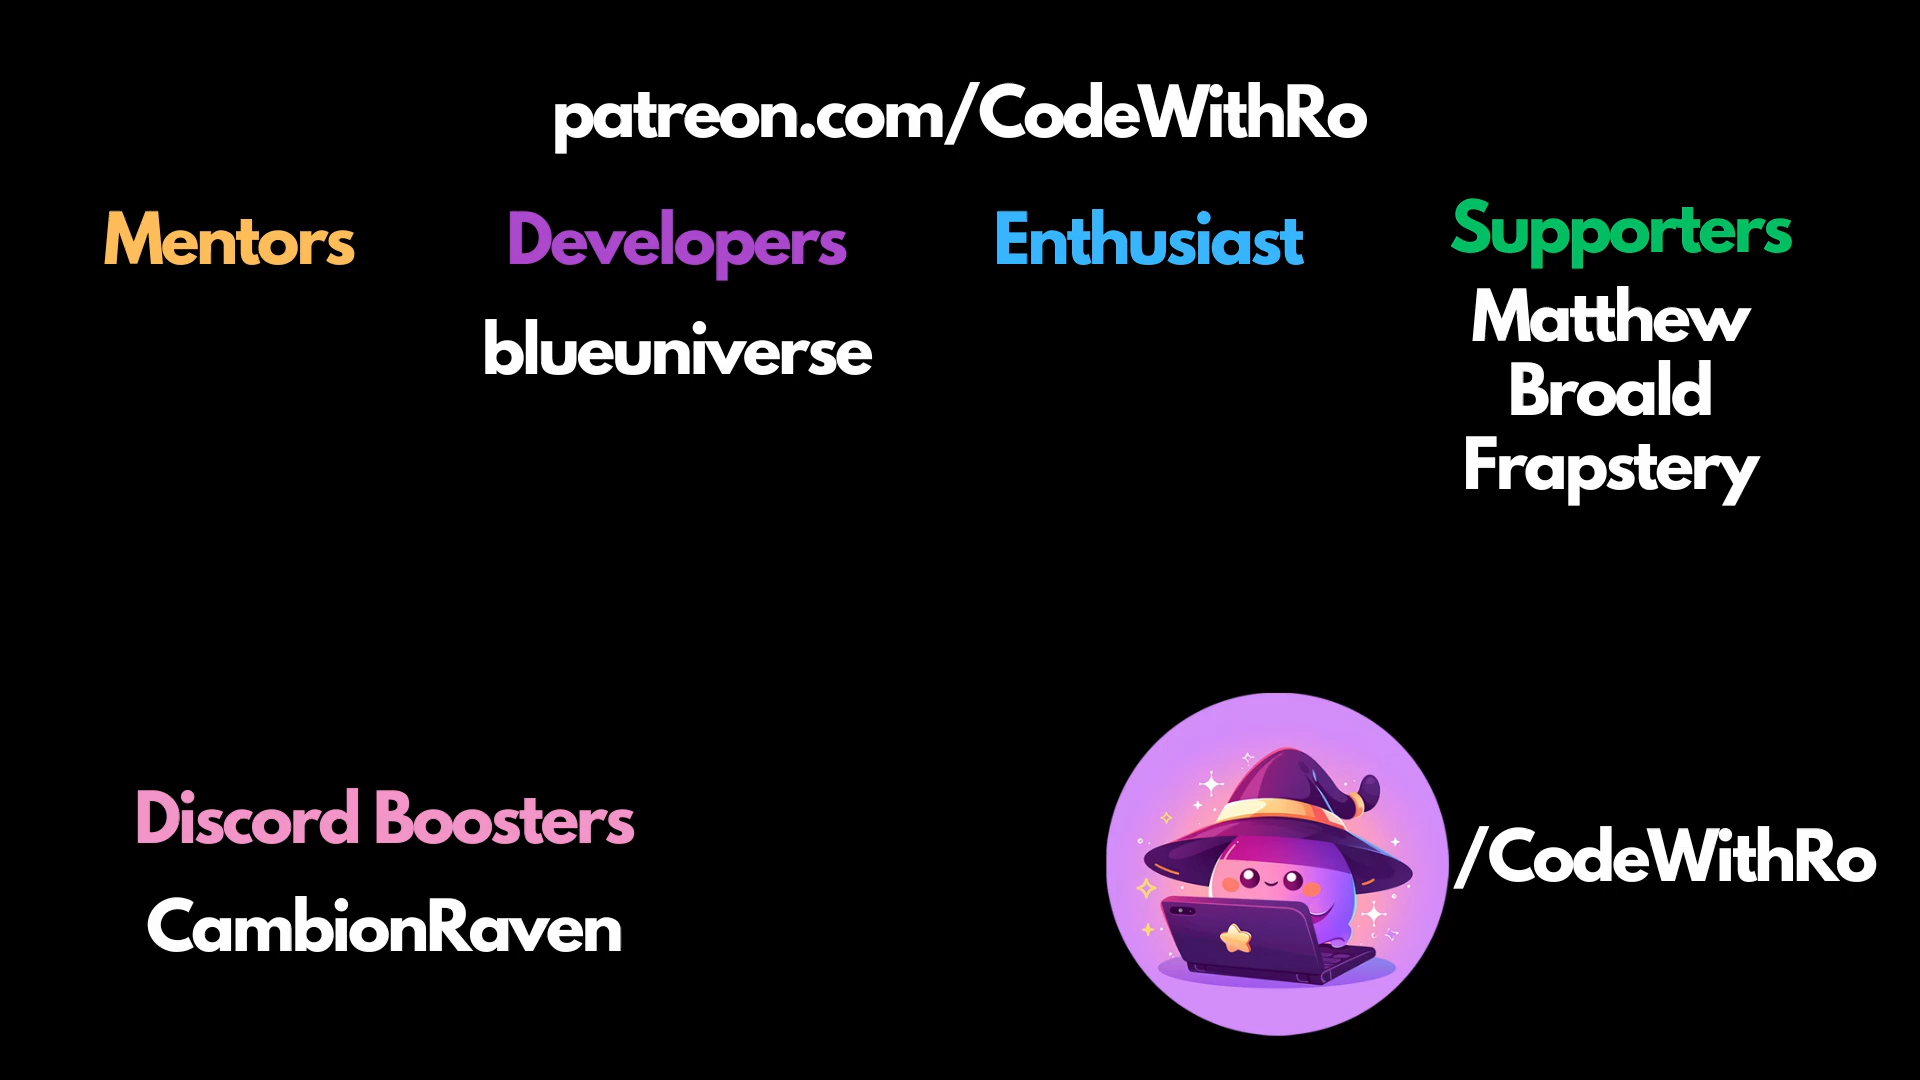 patreon.com/CodeWithRo
Mentors
Developers
blueuniverse
Enthusiast
Supporters
Matthew
Broald
Frapstery
Discord Boosters
CambionRaven
/CodeWithRo